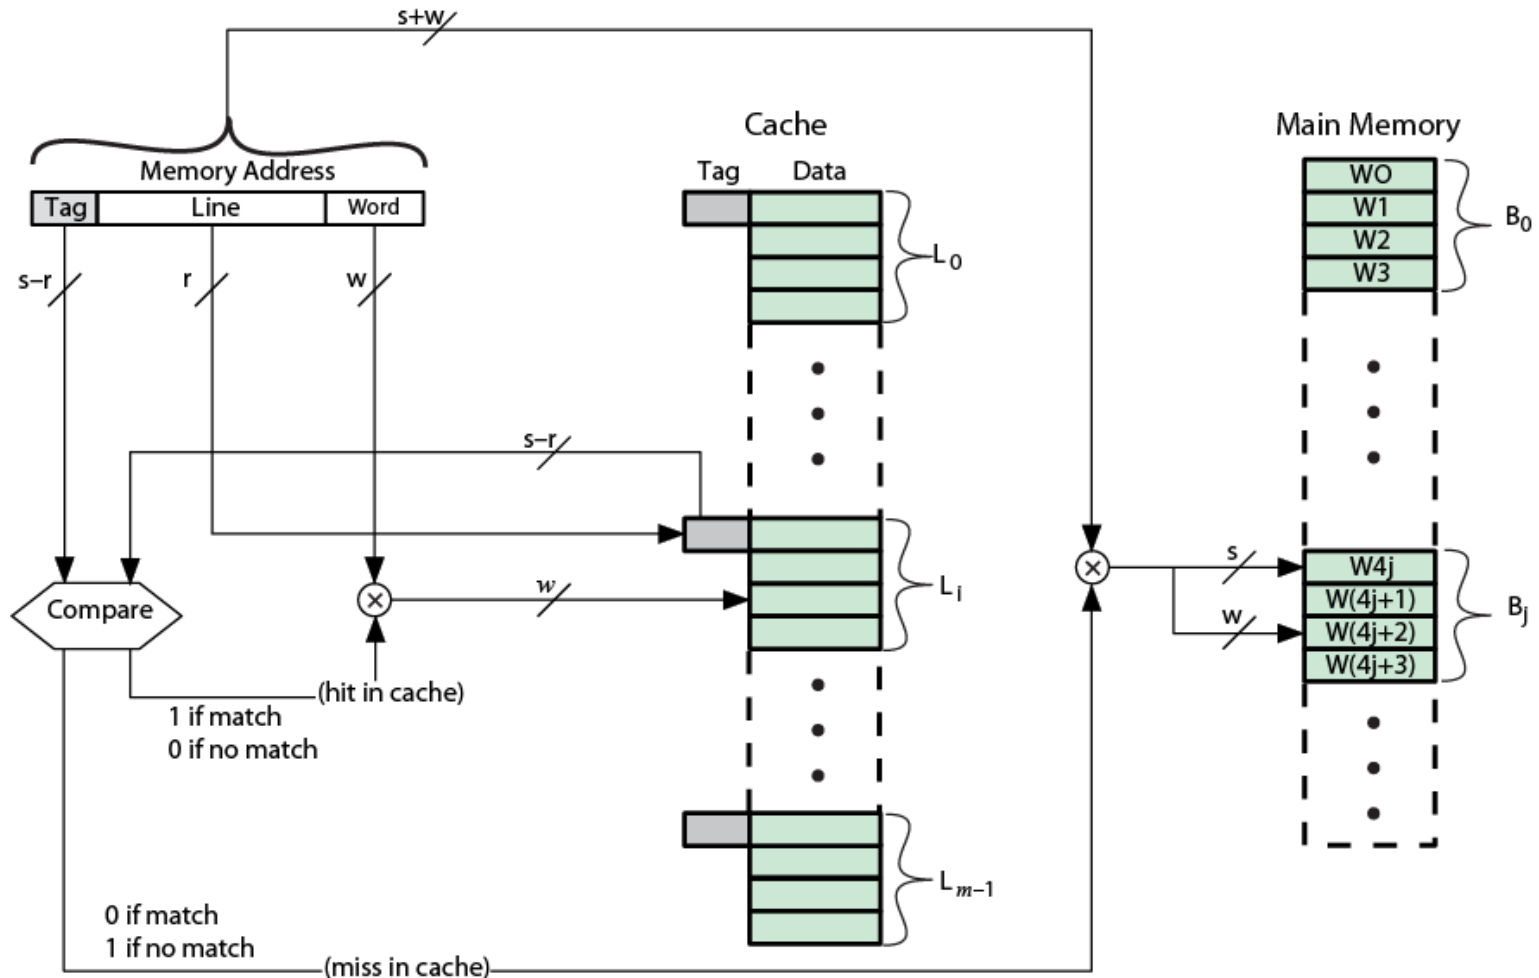 s+w
Cache
Main Memory
Memory Address
Tag Data
Tag Line Word
WO
W1
W2
W3
B0
L0
s–r
r
w
s–r
Li
w
Compare
(hit in cache)
1 if match
0 if no match
s
w
W4j
W(4j+1)
W(4j+2)
W(4j+3)
Bj
Lm–1
0 if match
1 if no match
(miss in cache)